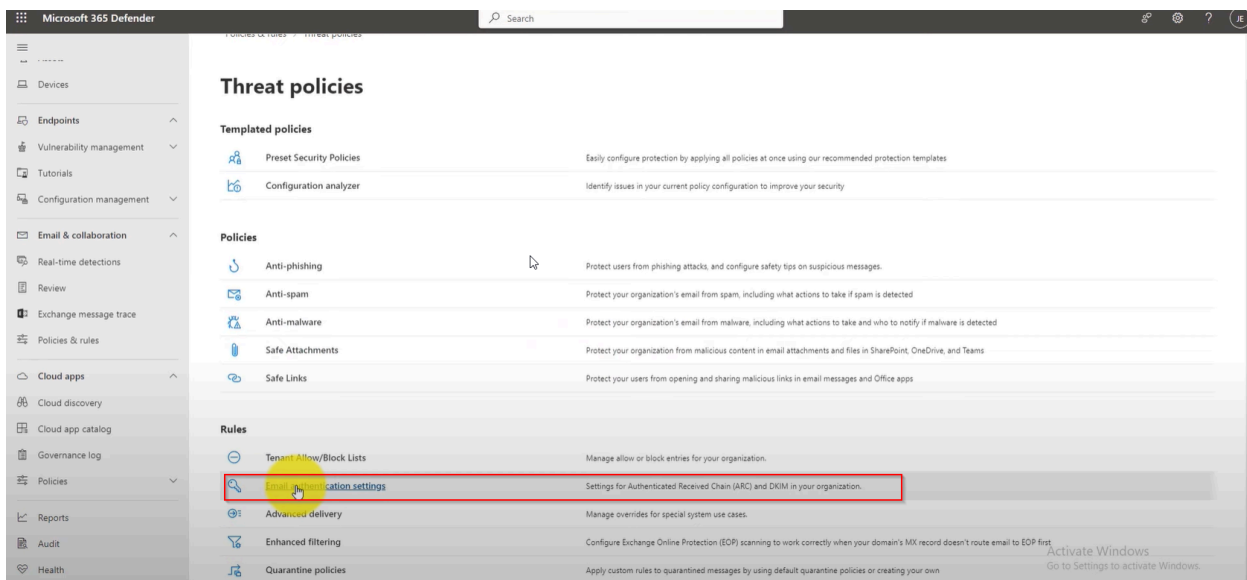 Microsoft 365 Defender
Search
JE
Policies & rules / Threat policies
Assets
Devices
Endpoints
Vulnerability management
Tutorials
Configuration management
Email & collaboration
Real-time detections
Review
Exchange message trace
Policies & rules
Cloud apps
Cloud discovery
Cloud app catalog
Governance log
Policies
Reports
Audit
Health
Threat policies
Templated policies
Preset Security Policies Easily configure protection by applying all policies at once using our recommended protection templates
Configuration analyzer Identify issues in your current policy configuration to improve your security
Policies
Anti-phishing Protect users from phishing attacks, and configure safety tips on suspicious messages.
Anti-spam Protect your organization's email from spam, including what actions to take if spam is detected
Anti-malware Protect your organization's email from malware, including what actions to take and who to notify if malware is detected
Safe Attachments Protect your organization from malicious content in email attachments and files in SharePoint, OneDrive, and Teams
Safe Links Protect your users from opening and sharing malicious links in email messages and Office apps
Rules
Tenant Allow/Block Lists Manage allow or block entries for your organization.
Email authentication settings Settings for Authenticated Received Chain (ARC) and DKIM in your organization.
Advanced delivery Manage overrides for special system use cases.
Enhanced filtering Configure Exchange Online Protection (EOP) scanning to work correctly when your domain's MX record doesn't route email to EOP first
Quarantine policies Apply custom rules to quarantined messages by using default quarantine policies or creating your own
Activate Windows
Go to Settings to activate Windows.